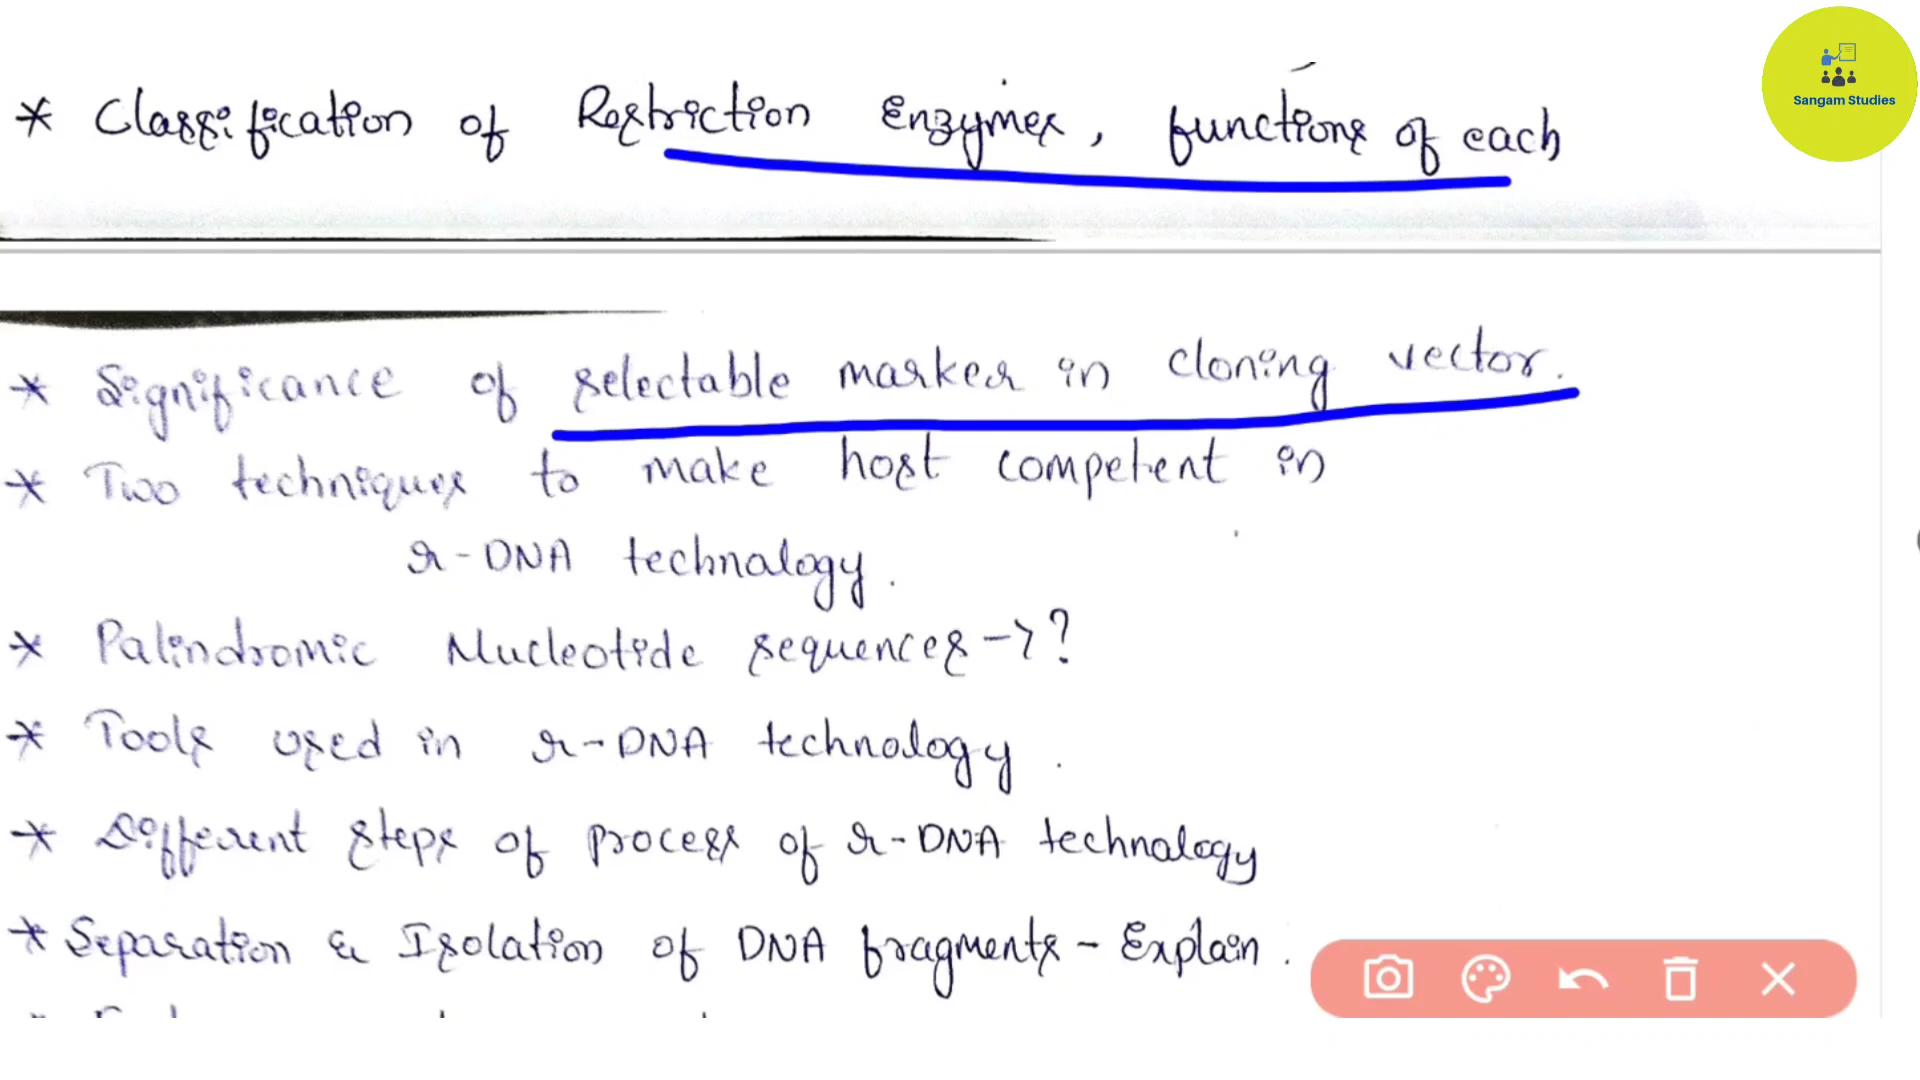 Sangam Studies
* Classification of Restriction Enzymes, functions of each
* Significance of selectable marker in cloning vector.
* Two techniques to make host competent in
r-DNA technology.
* Palindromic Nucleotide sequences -> ?
* Tools used in r-DNA technology.
* Different steps of process of r-DNA technology
* Separation & Isolation of DNA fragments - Explain.